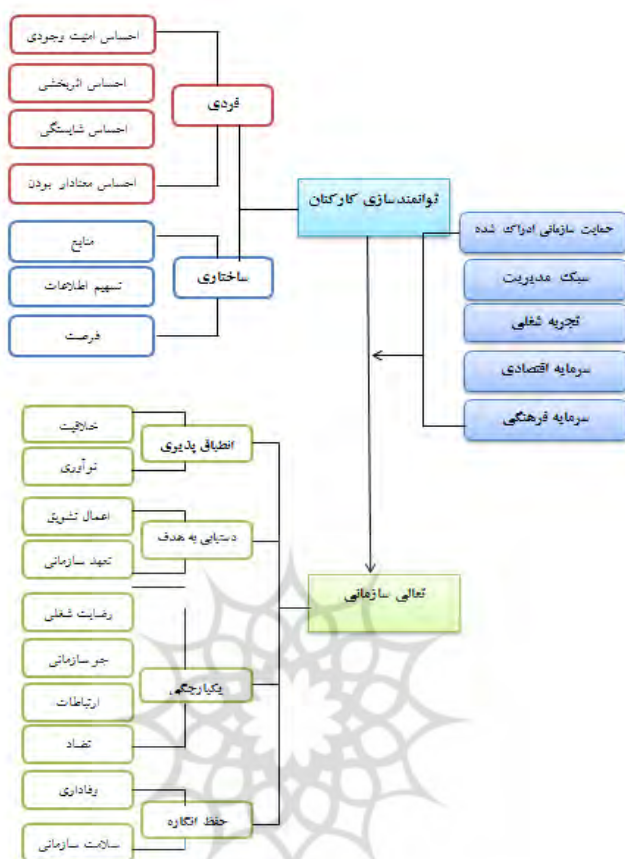 احساس امنیت وجودی
احساس اثربخشی
احساس شایستگی
احساس معنادار بودن
فردی
منابع
تسهیم اطلاعات
فرصت
ساختاری
توانمندسازی کارکنان
حمایت سازمانی ادراک شده
سبک مدیریت
تجربه شغلی
سرمایه اقتصادی
سرمایه فرهنگی
خلاقیت
نوآوری
انطباق پذیری
اعمال تشویق
تعهد سازمانی
دستیابی به هدف
تعالی سازمانی
رضایت شغلی
جو سازمانی
ارتباطات
تضاد
یکپارچگی
وفاداری
سلامت سازمانی
حفظ انگاره